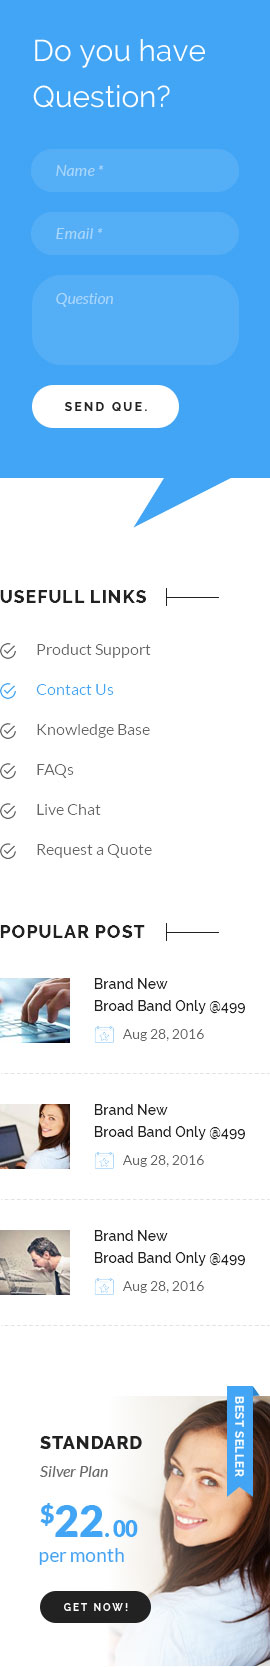 Do you have
Question?
Name *
Email *
Question
SEND QUE.
USEFULL LINKS
Product Support
Contact Us
Knowledge Base
FAQs
Live Chat
Request a Quote
POPULAR POST
Brand New
Broad Band Only @499
Aug 28, 2016
Brand New
Broad Band Only @499
Aug 28, 2016
Brand New
Broad Band Only @499
Aug 28, 2016
BEST SELLER
STANDARD
Silver Plan
$22.00
per month
GET NOW!